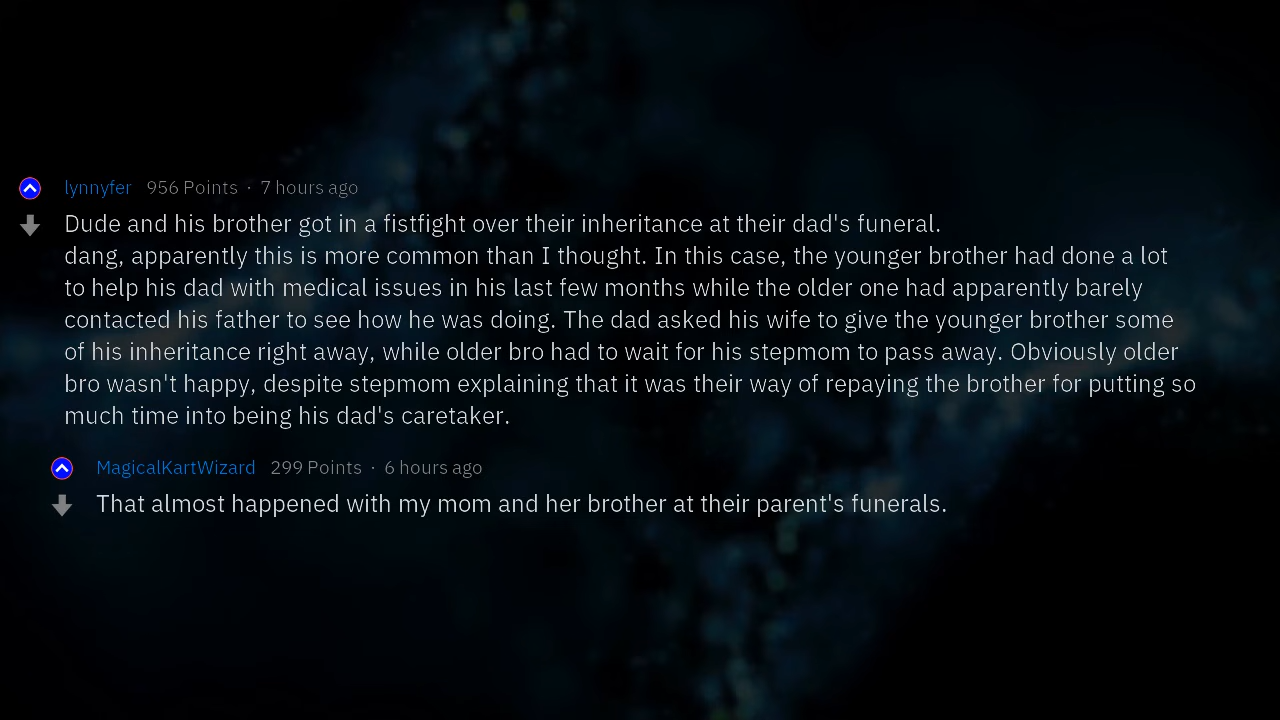 lynnyfer 956 Points · 7 hours ago
Dude and his brother got in a fistfight over their inheritance at their dad's funeral.
dang, apparently this is more common than I thought. In this case, the younger brother had done a lot
to help his dad with medical issues in his last few months while the older one had apparently barely
contacted his father to see how he was doing. The dad asked his wife to give the younger brother some
of his inheritance right away, while older bro had to wait for his stepmom to pass away. Obviously older
bro wasn't happy, despite stepmom explaining that it was their way of repaying the brother for putting so
much time into being his dad's caretaker.
MagicalKartWizard 299 Points · 6 hours ago
That almost happened with my mom and her brother at their parent's funerals.